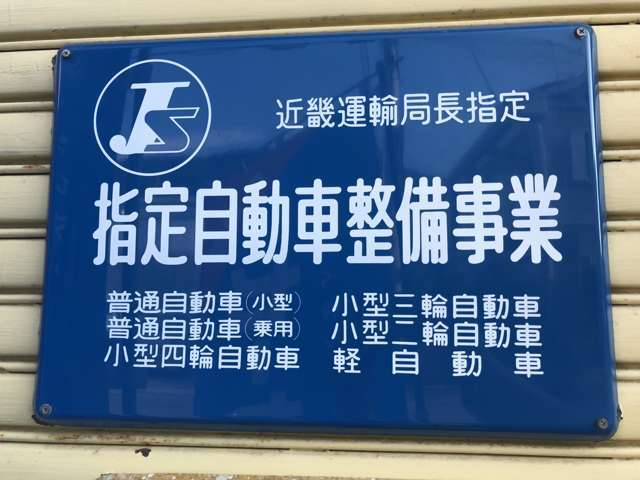 JS
近畿運輸局長指定
指定自動車整備事業
普通自動車(小型)
普通自動車(乗用)
小型四輪自動車
小型三輪自動車
小型二輪自動車
軽自動車